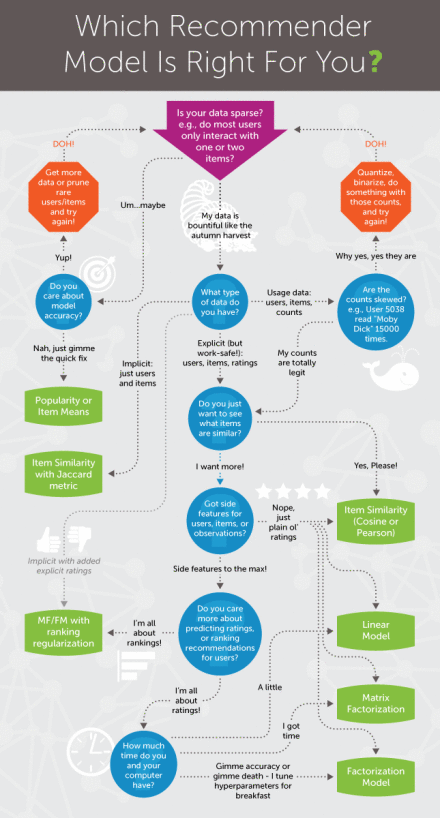 Which Recommender
Model Is Right For You?
Is your data sparse?
e.g., do most users
only interact with
one or two
items?
DOH!
Get more
data or prune
rare
users/items
and try
again!
DOH!
Quantize,
binarize, do
something with
those counts,
and try
again!
Um...maybe
My data is
bountiful like the
autumn harvest
Yup!
Why yes, yes they are
Do you
care about
model
accuracy?
What type
of data do
you have?
Usage data:
users, items,
counts
Are the
counts skewed?
e.g., User 5038
read "Moby
Dick" 15000
times.
Nah, just gimme
the quick fix
Implicit:
just users
and items
Explicit (but
work-safe!):
users, items, ratings
My counts
are totally
legit
Popularity or
Item Means
Do you just
want to see
what items
are similar?
Item Similarity
with Jaccard
metric
I want more!
Yes, Please!
Got side
features for
users, items, or
observations?
Nope,
just
plain ol'
ratings
Item Similarity
(Cosine or
Pearson)
Implicit with added
explicit ratings
Side features to the max!
MF/FM with
ranking
regularization
I'm all
about
rankings!
Do you care
more about
predicting ratings,
or ranking
recommendations
for users?
Linear
Model
I'm all
about
ratings!
A little
Matrix
Factorization
I got
time
How much
time do you
and your
computer
have?
Gimme accuracy or
gimme death - I tune
hyperparameters for
breakfast
Factorization
Model